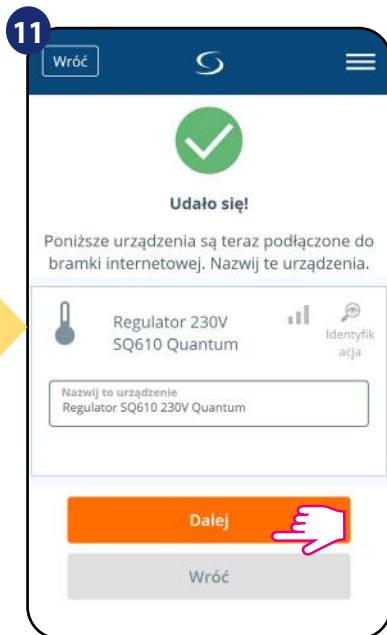 11
Wróć
Udało się!
Poniższe urządzenia są teraz podłączone do
bramki internetowej. Nazwij te urządzenia.
Regulator 230V
SQ610 Quantum
Identyfik
acja
Nazwij to urządzenie
Regulator SQ610 230V Quantum
Dalej
Wróć